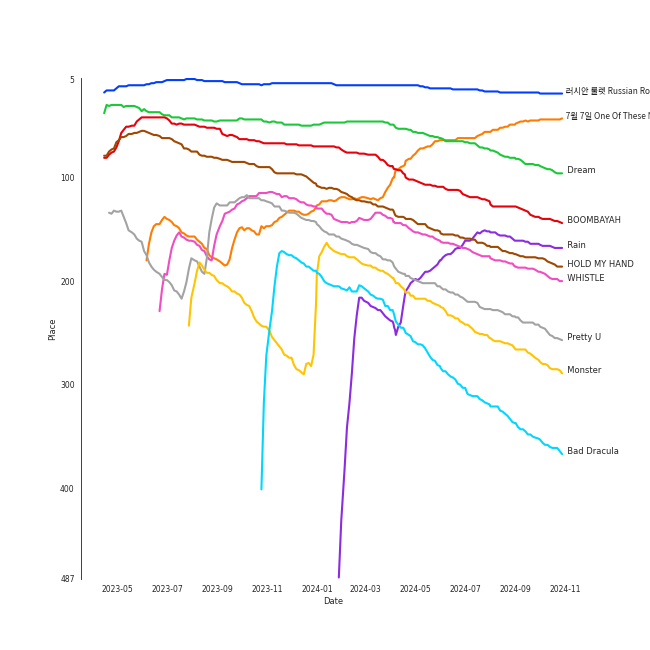 5
러시안 룰렛 Russian Ro
7월 7일 One Of These
Dream
100
BOOMBAYAH
Rain
HOLD MY HAND
WHISTLE
200
Place
Pretty U
Monster
300
Bad Dracula
400
487
2023-05 2023-07 2023-09 2023-11 2024-01 2024-03 2024-05 2024-07 2024-09 2024-11
Date